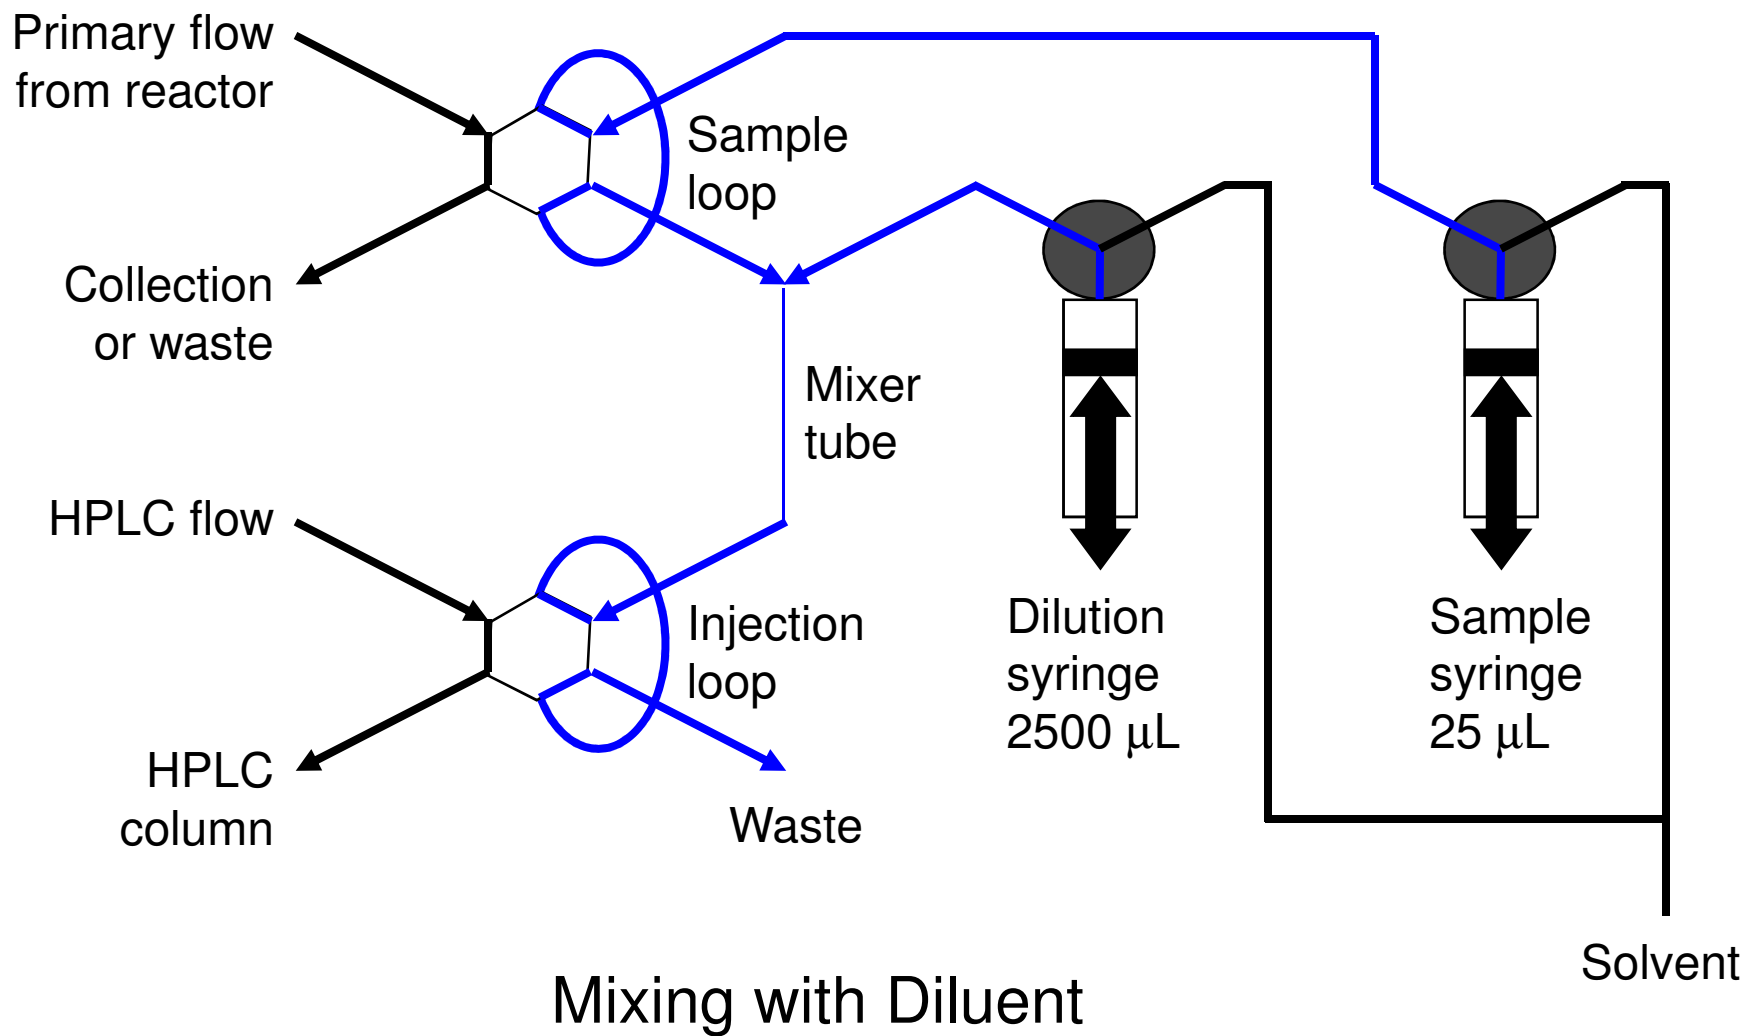 Primary flow
from reactor
Sample
loop
Collection
or waste
Mixer
tube
HPLC flow
Injection
loop
Dilution
syringe
2500 μL
Sample
syringe
25 μL
HPLC
column
Waste
Solvent
Mixing with Diluent